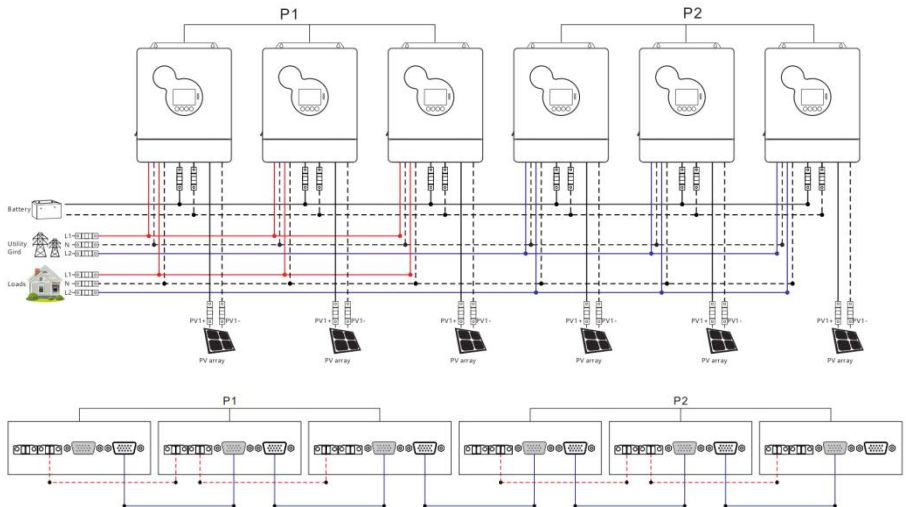 P1 P2
Battery
Utility
Gird
L1
N
L2
Loads
L1
N
L2
PV1+ PV1- PV1+ PV1- PV1+ PV1- PV1+ PV1- PV1+ PV1- PV1+ PV1-
PV array PV array PV array PV array PV array PV array
P1 P2